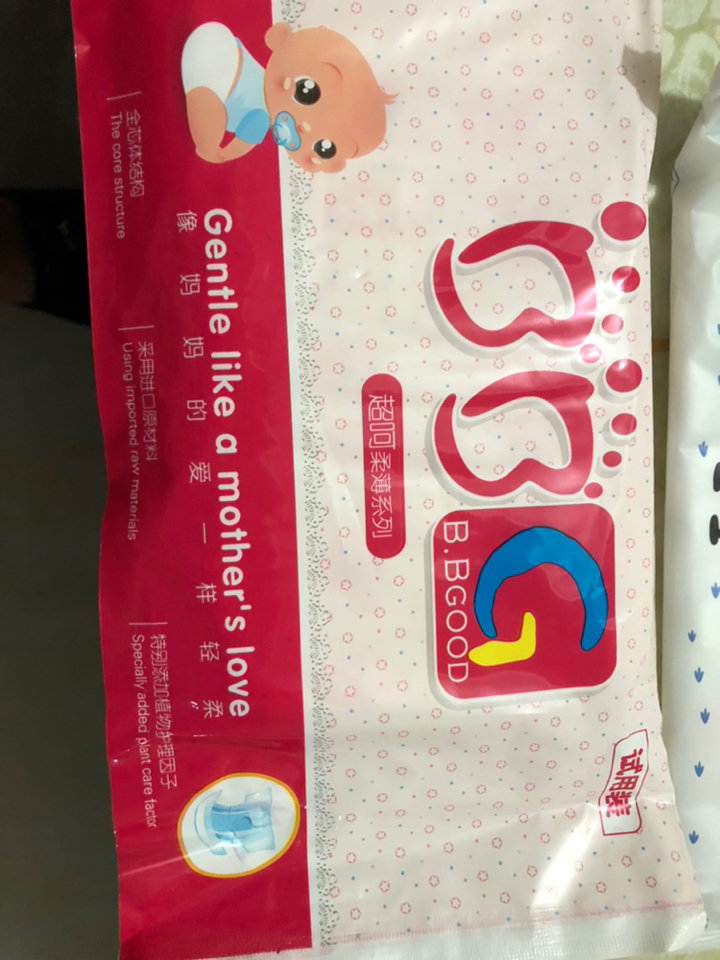 B.BGOOD
试用装
超呵柔薄系列
Gentle like a mother's love
像妈妈的爱一样轻柔"
全芯体结构
The core structure
采用进口原材料
Using imported raw materials
特别添加植物护理因子
Specially added plant care factor